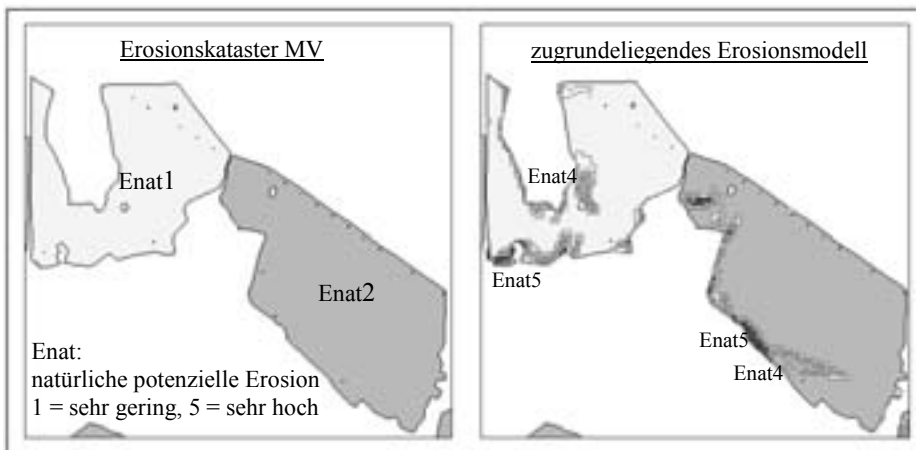 Erosionskataster MV
Enat1
Enat2
Enat:
natürliche potenzielle Erosion
1 = sehr gering, 5 = sehr hoch
zugrundeliegendes Erosionsmodell
Enat4
Enat5
Enat5
Enat4